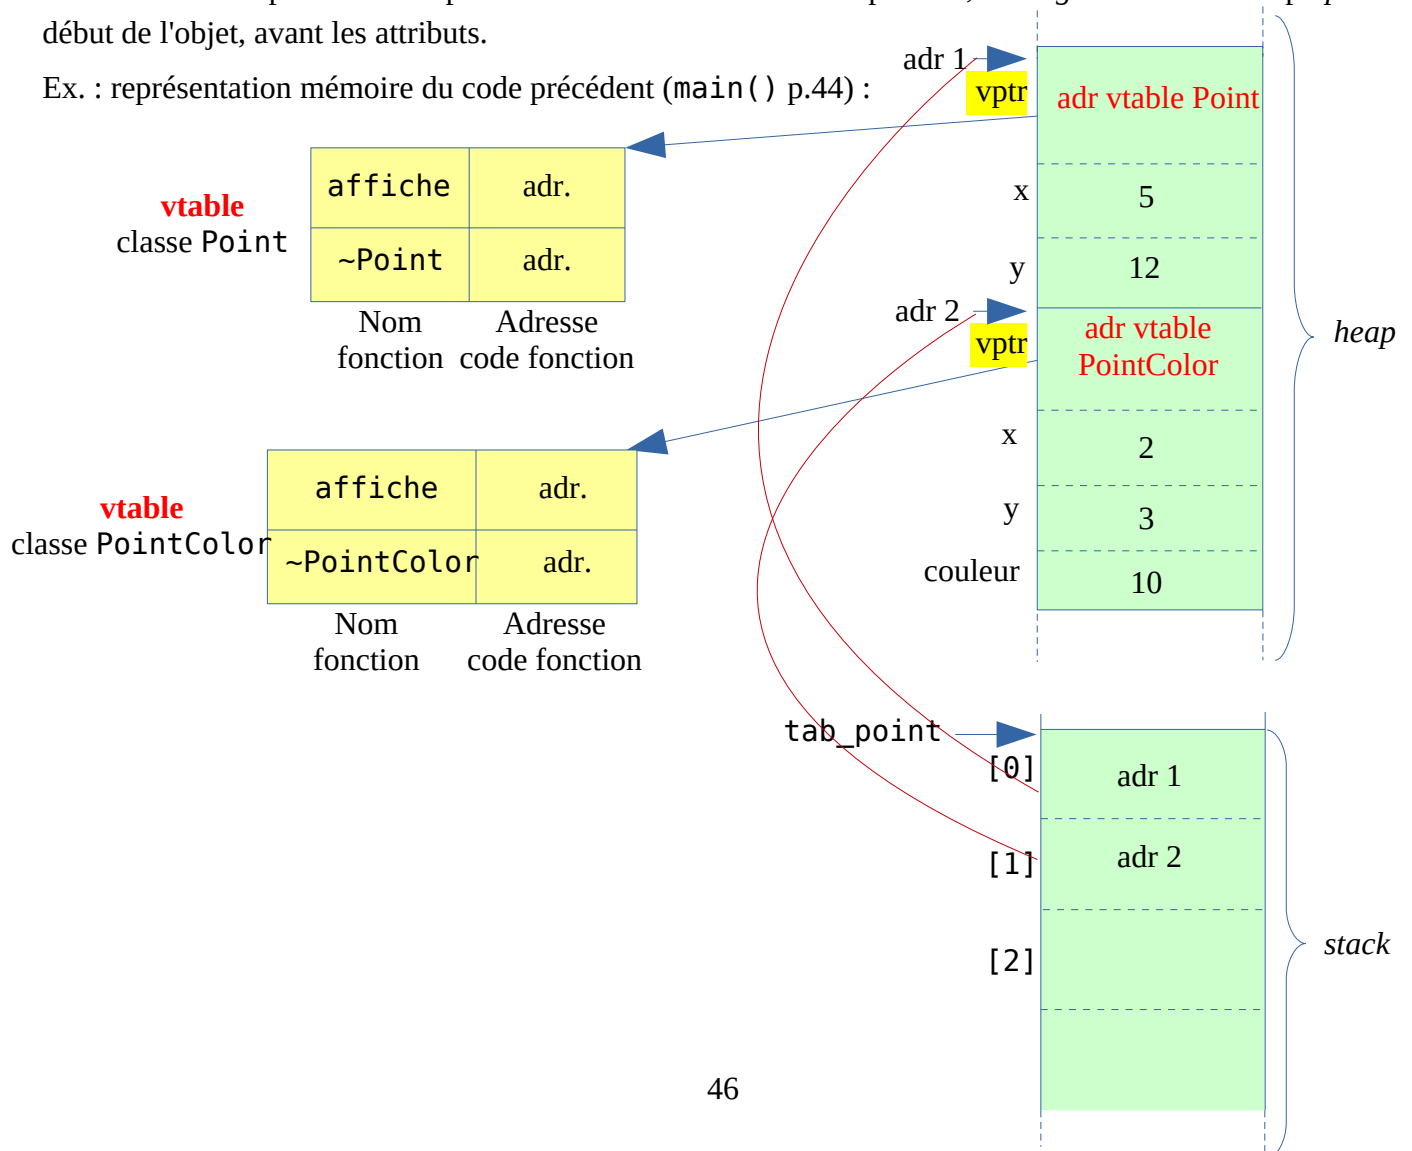 début de l'objet, avant les attributs.
Ex. : représentation mémoire du code précédent (main() p.44) :
adr 1
vptr
adr vtable Point
x
5
y
12
adr 2
vptr
adr vtable
PointColor
x
2
y
3
couleur
10
heap
vtable
classe Point
affiche
adr.
~Point
adr.
Nom
fonction
Adresse
code fonction
vtable
classe PointColor
affiche
adr.
~PointColor
adr.
Nom
fonction
Adresse
code fonction
tab_point
[0]
adr 1
[1]
adr 2
[2]
stack
46